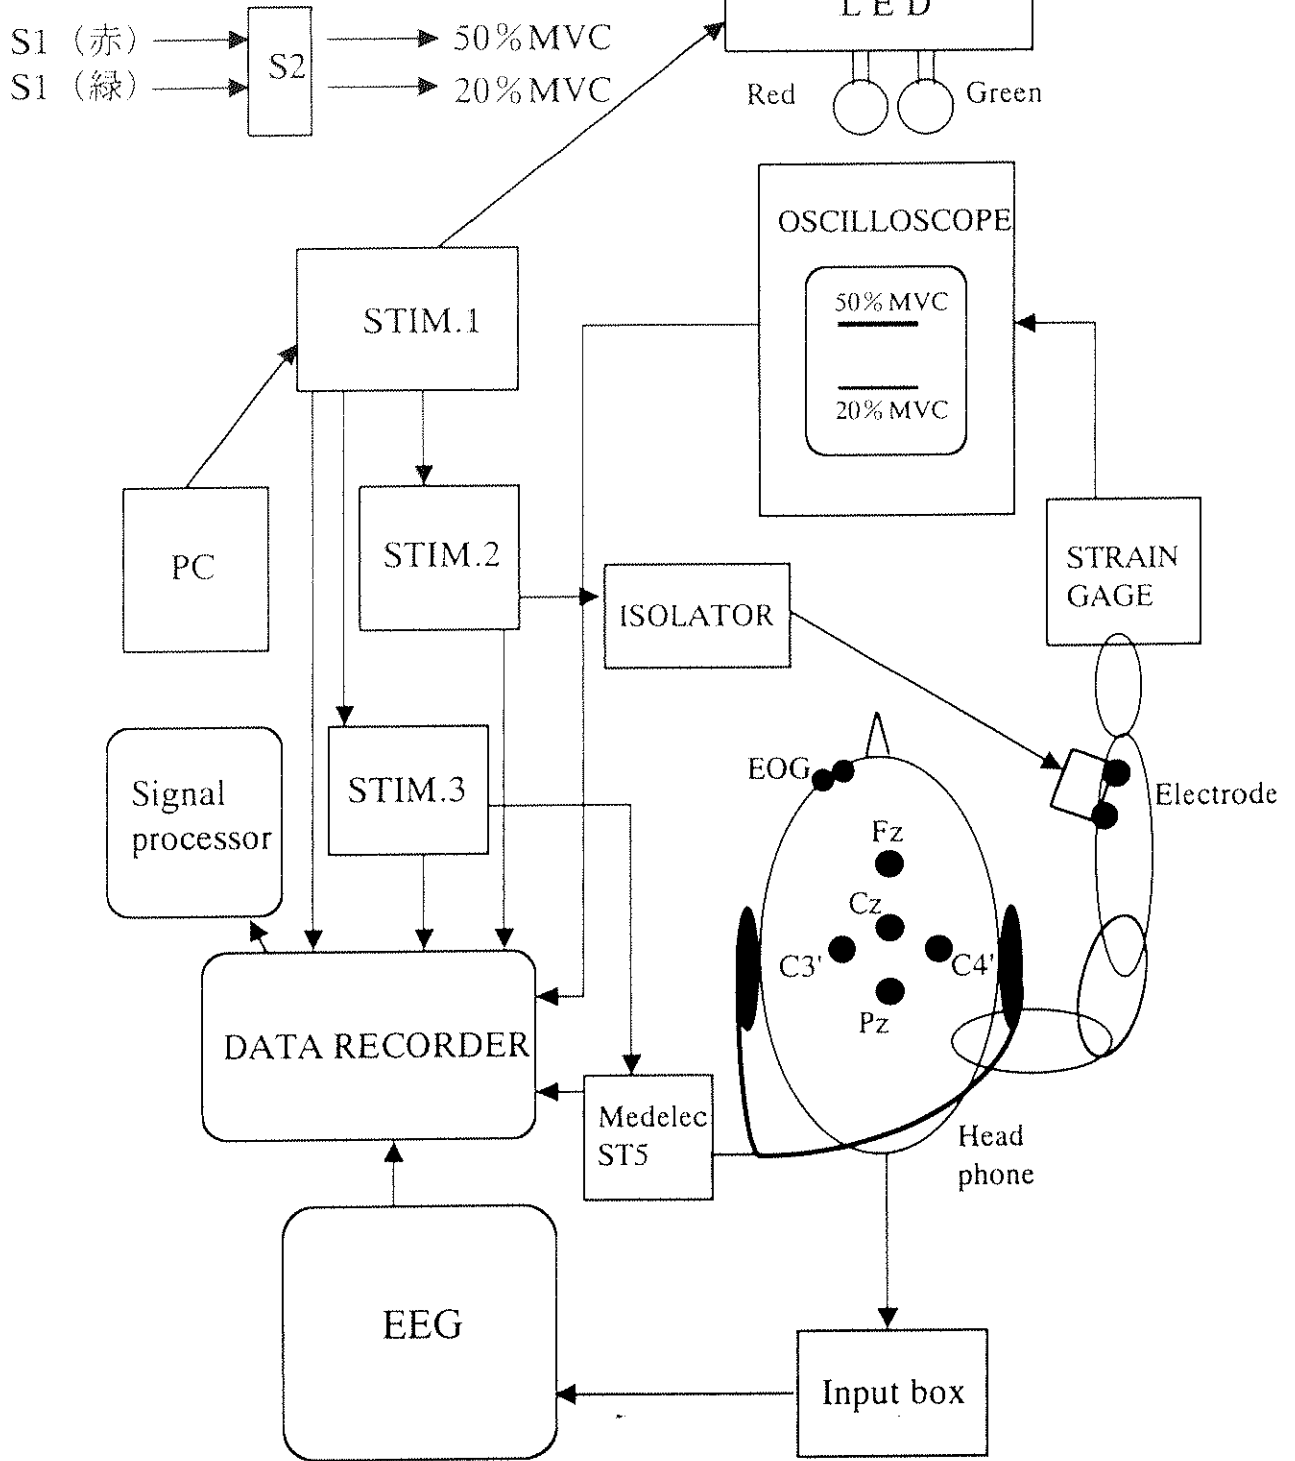 S1（赤）
S1（緑）
S2
50%MVC
20%MVC
LED
Red
Green
OSCILLOSCOPE
50%MVC
20%MVC
STIM.1
PC
STIM.2
ISOLATOR
STRAIN
GAGE
Signal
processor
STIM.3
EOG
Electrode
Fz
Cz
C3'
C4'
Pz
DATA RECORDER
Medelec
ST5
Head
phone
EEG
Input box